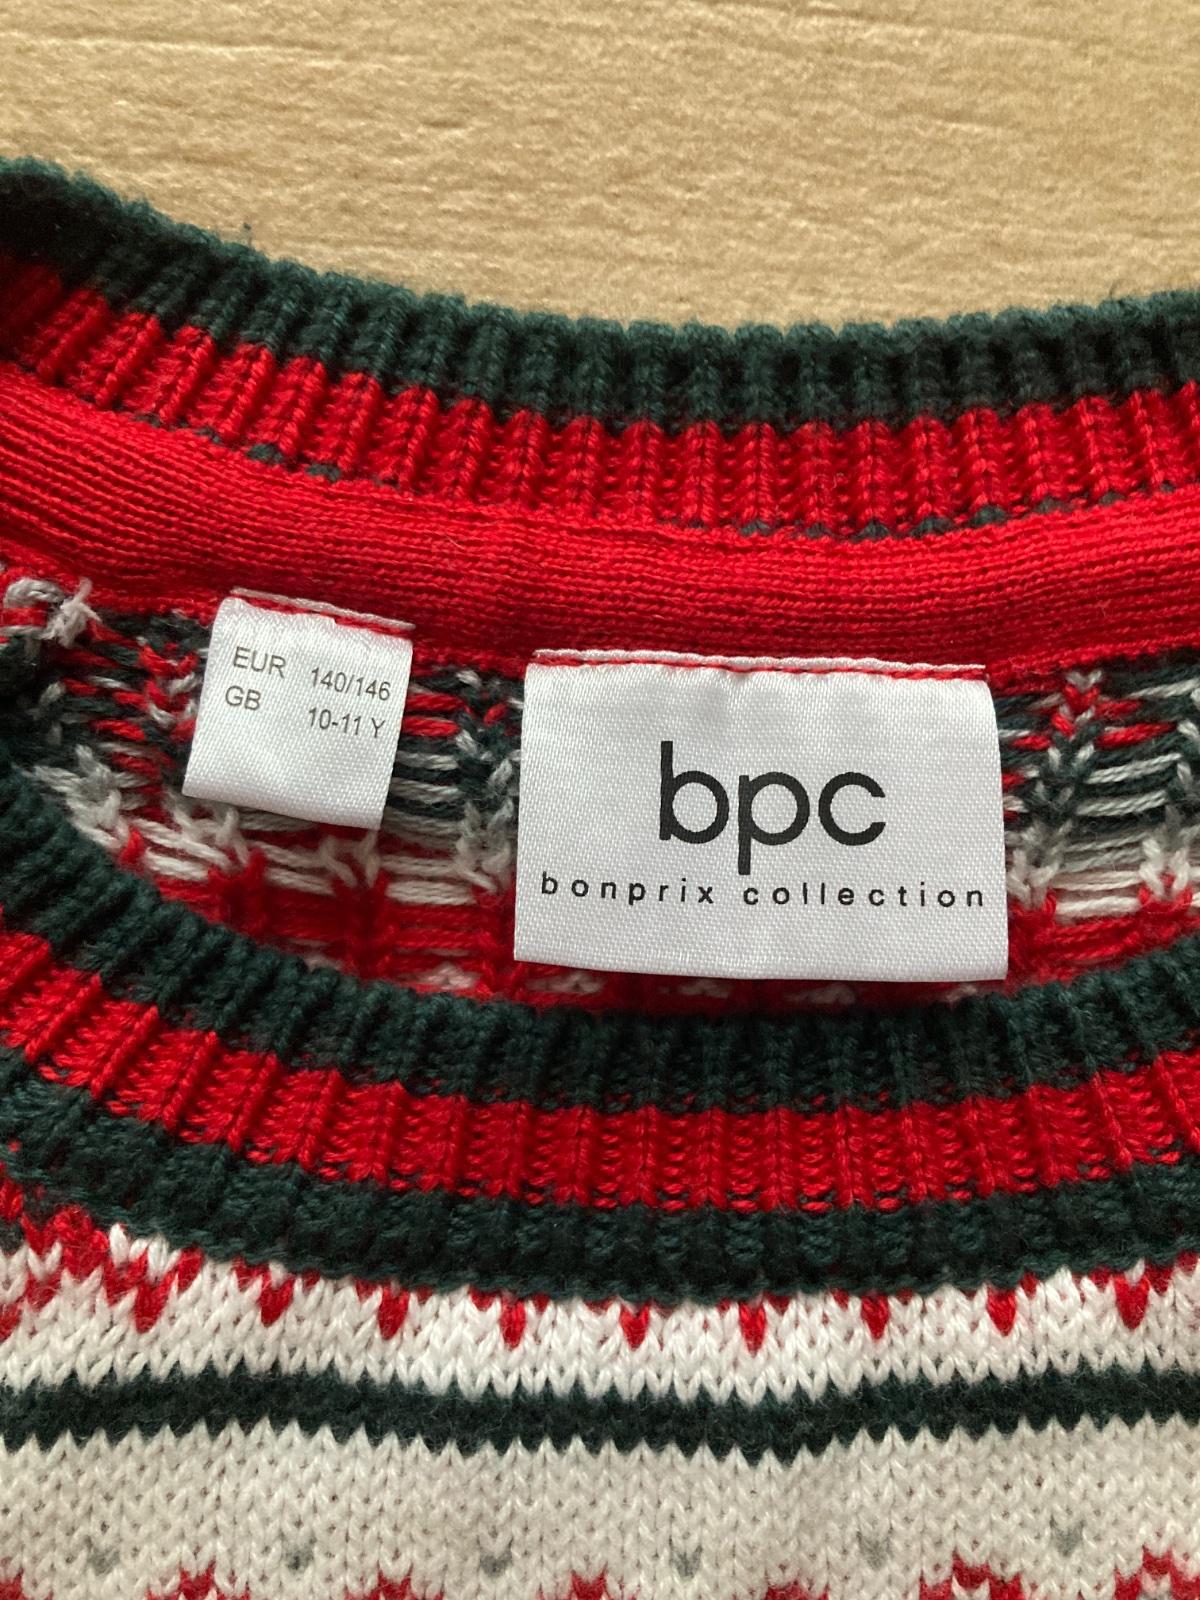 EUR 140/146
GB 10-11 Y
bpc
bonprix collection